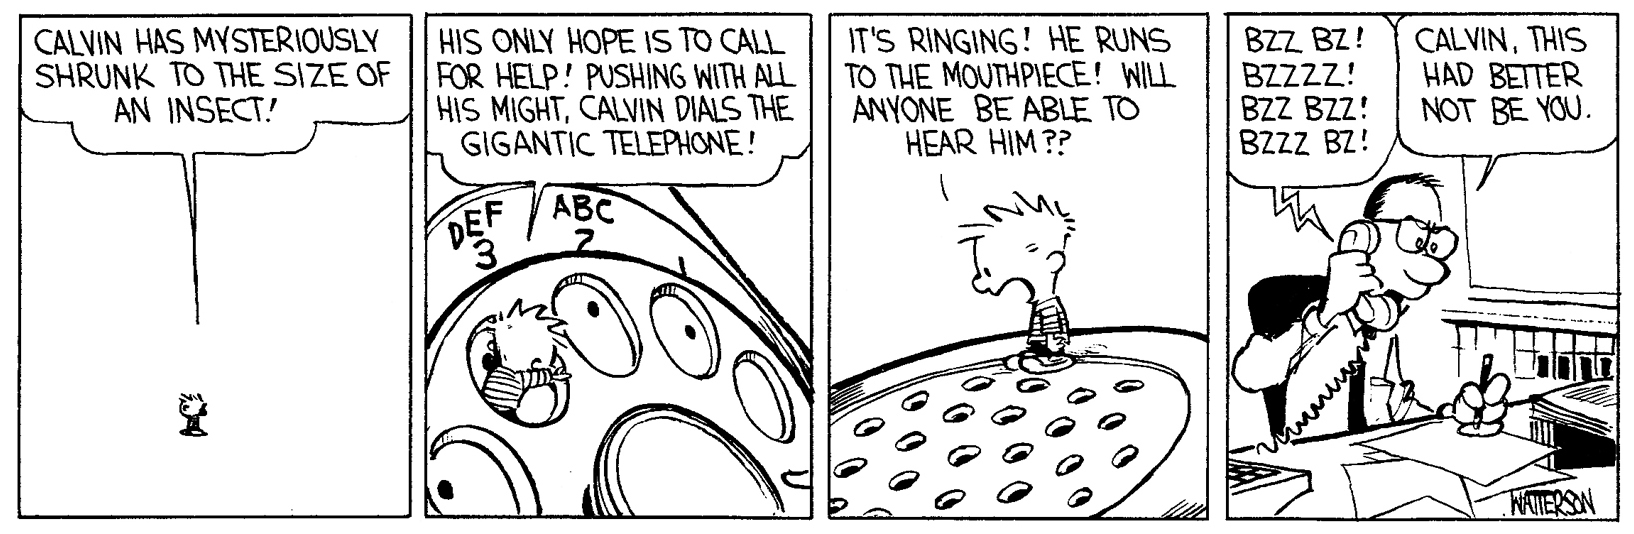 CALVIN HAS MYSTERIOUSLY
SHRUNK TO THE SIZE OF
AN INSECT!
HIS ONLY HOPE IS TO CALL
FOR HELP! PUSHING WITH ALL
HIS MIGHT, CALVIN DIALS THE
GIGANTIC TELEPHONE!
DEF
3
ABC
2
1
IT'S RINGING! HE RUNS
TO THE MOUTHPIECE! WILL
ANYONE BE ABLE TO
HEAR HIM??
BZZ BZ!
BZZZZ!
BZZ BZZ!
BZZZ BZ!
CALVIN, THIS
HAD BETTER
NOT BE YOU.
WATTERSON